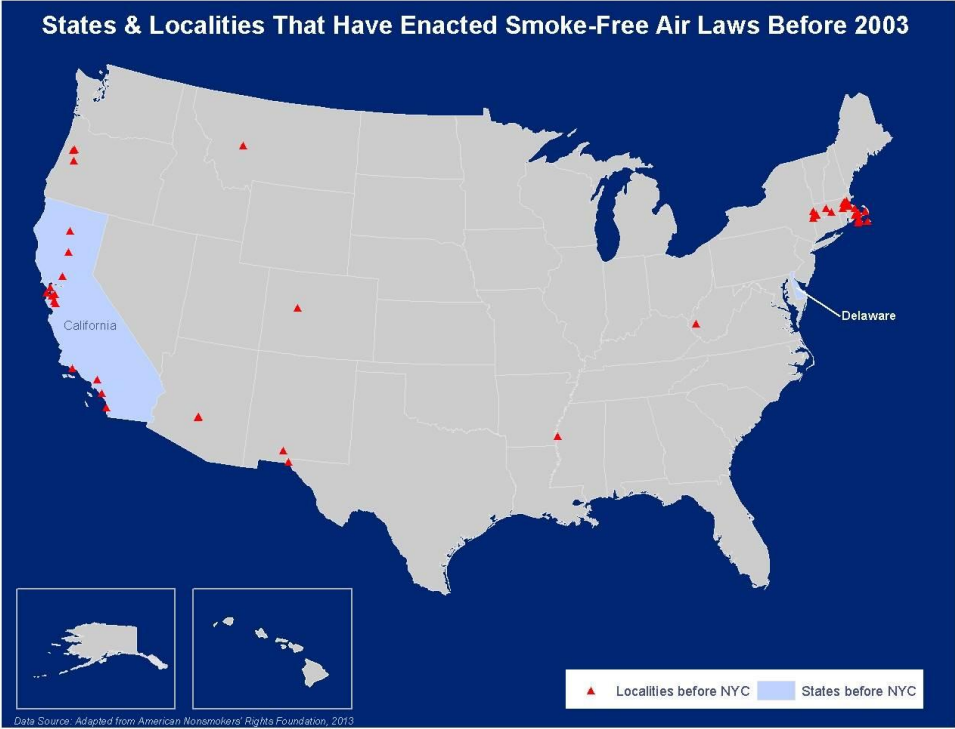 States & Localities That Have Enacted Smoke-Free Air Laws Before 2003
California
Delaware
Localities before NYC
States before NYC
Data Source: Adapted from American Nonsmokers' Rights Foundation, 2013